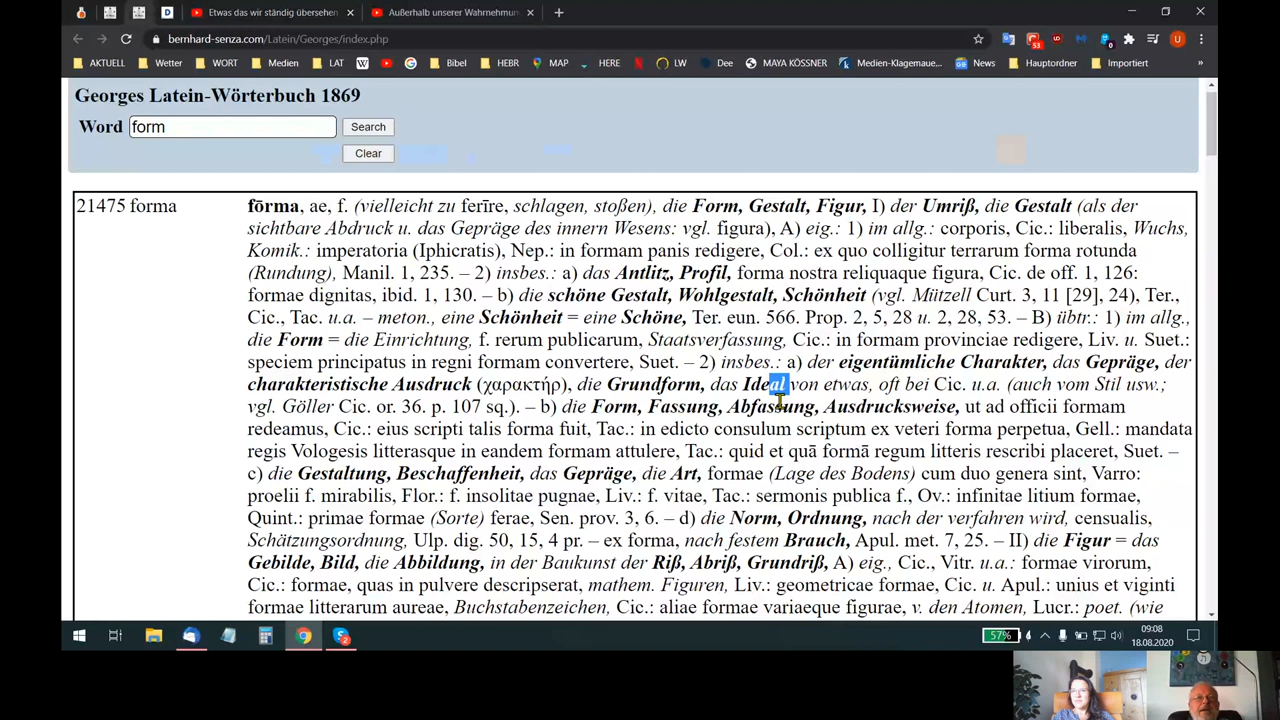 Etwas das wir ständig übersehen
Außerhalb unserer Wahrnehmung
bernhard-senza.com/Latein/Georges/index.php
AKTUELL Wetter WORT Medien LAT Bibel HEBR MAP HERE LW Dee MAYA KÖSSNER Medien-Klagemaue... News Hauptordner Importiert
Georges Latein-Wörterbuch 1869
Word form Search
Clear
21475 forma fōrma, ae, f. (vielleicht zu ferīre, schlagen, stoßen), die Form, Gestalt, Figur, I) der Umriß, die Gestalt (als der
sichtbare Abdruck u. das Gepräge des innern Wesens: vgl. figura), A) eig.: 1) im allg.: corporis, Cic.: liberalis, Wuchs,
Komik.: imperatoria (Iphicratis), Nep.: in formam panis redigere, Col.: ex quo colligitur terrarum forma rotunda
(Rundung), Manil. 1, 235. – 2) insbes.: a) das Antlitz, Profil, forma nostra reliquaque figura, Cic. de off. 1, 126:
formae dignitas, ibid. 1, 130. – b) die schöne Gestalt, Wohlgestalt, Schönheit (vgl. Mützell Curt. 3, 11 [29], 24), Ter.,
Cic., Tac. u.a. – meton., eine Schönheit = eine Schöne, Ter. eun. 566. Prop. 2, 5, 28 u. 2, 28, 53. – B) übtr.: 1) im allg.,
die Form = die Einrichtung, f. rerum publicarum, Staatsverfassung, Cic.: in formam provinciae redigere, Liv. u. Suet.:
speciem principatus in regni formam convertere, Suet. – 2) insbes.: a) der eigentümliche Charakter, das Gepräge, der
charakteristische Ausdruck (χαρακτήρ), die Grundform, das Ideal von etwas, oft bei Cic. u.a. (auch vom Stil usw.;
vgl. Göller Cic. or. 36. p. 107 sq.). – b) die Form, Fassung, Abfassung, Ausdrucksweise, ut ad officii formam
redeamus, Cic.: eius scripti talis forma fuit, Tac.: in edicto consulum scriptum ex veteri forma perpetua, Gell.: mandata
regis Vologesis litterasque in eandem formam attulere, Tac.: quid et quā formā regum litteris rescribi placeret, Suet. –
c) die Gestaltung, Beschaffenheit, das Gepräge, die Art, formae (Lage des Bodens) cum duo genera sint, Varro:
proelii f. mirabilis, Flor.: f. insolitae pugnae, Liv.: f. vitae, Tac.: sermonis publica f., Ov.: infinitae litium formae,
Quint.: primae formae (Sorte) ferae, Sen. prov. 3, 6. – d) die Norm, Ordnung, nach der verfahren wird, censualis,
Schätzungsordnung, Ulp. dig. 50, 15, 4 pr. – ex forma, nach festem Brauch, Apul. met. 7, 25. – II) die Figur = das
Gebilde, Bild, die Abbildung, in der Baukunst der Riß, Abriß, Grundriß, A) eig., Cic., Vitr. u.a.: formae virorum,
Cic.: formae, quas in pulvere descripserat, mathem. Figuren, Liv.: geometricae formae, Cic. u. Apul.: unius et viginti
formae litterarum aureae, Buchstabenzeichen, Cic.: aliae formae variaeque figurae, v. den Atomen, Lucr.: poet. (wie
57% 09:08
18.08.2020